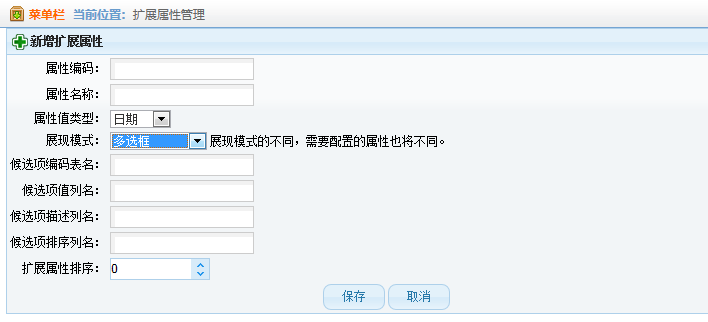 菜单栏 当前位置：扩展属性管理
新增扩展属性
属性编码：
属性名称：
属性值类型：日期
展现模式：多选框 展现模式的不同，需要配置的属性也将不同。
候选项编码表名：
候选项值列名：
候选项描述列名：
候选项排序列名：
扩展属性排序：0
保存 取消